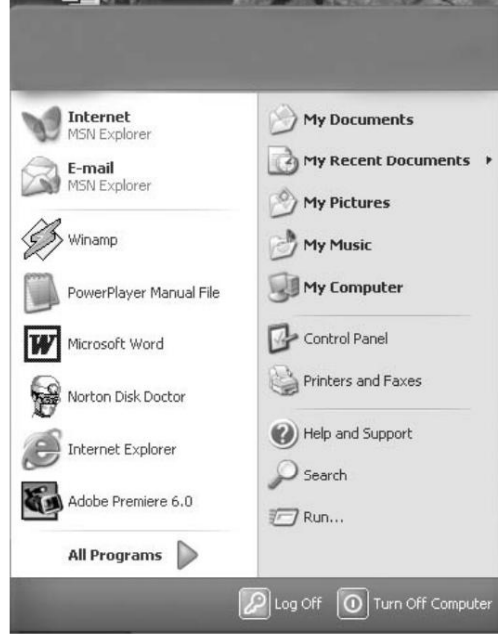 Internet
MSN Explorer
E-mail
MSN Explorer
Winamp
PowerPlayer Manual File
Microsoft Word
Norton Disk Doctor
Internet Explorer
Adobe Premiere 6.0
All Programs
My Documents
My Recent Documents
My Pictures
My Music
My Computer
Control Panel
Printers and Faxes
Help and Support
Search
Run...
Log Off
Turn Off Computer